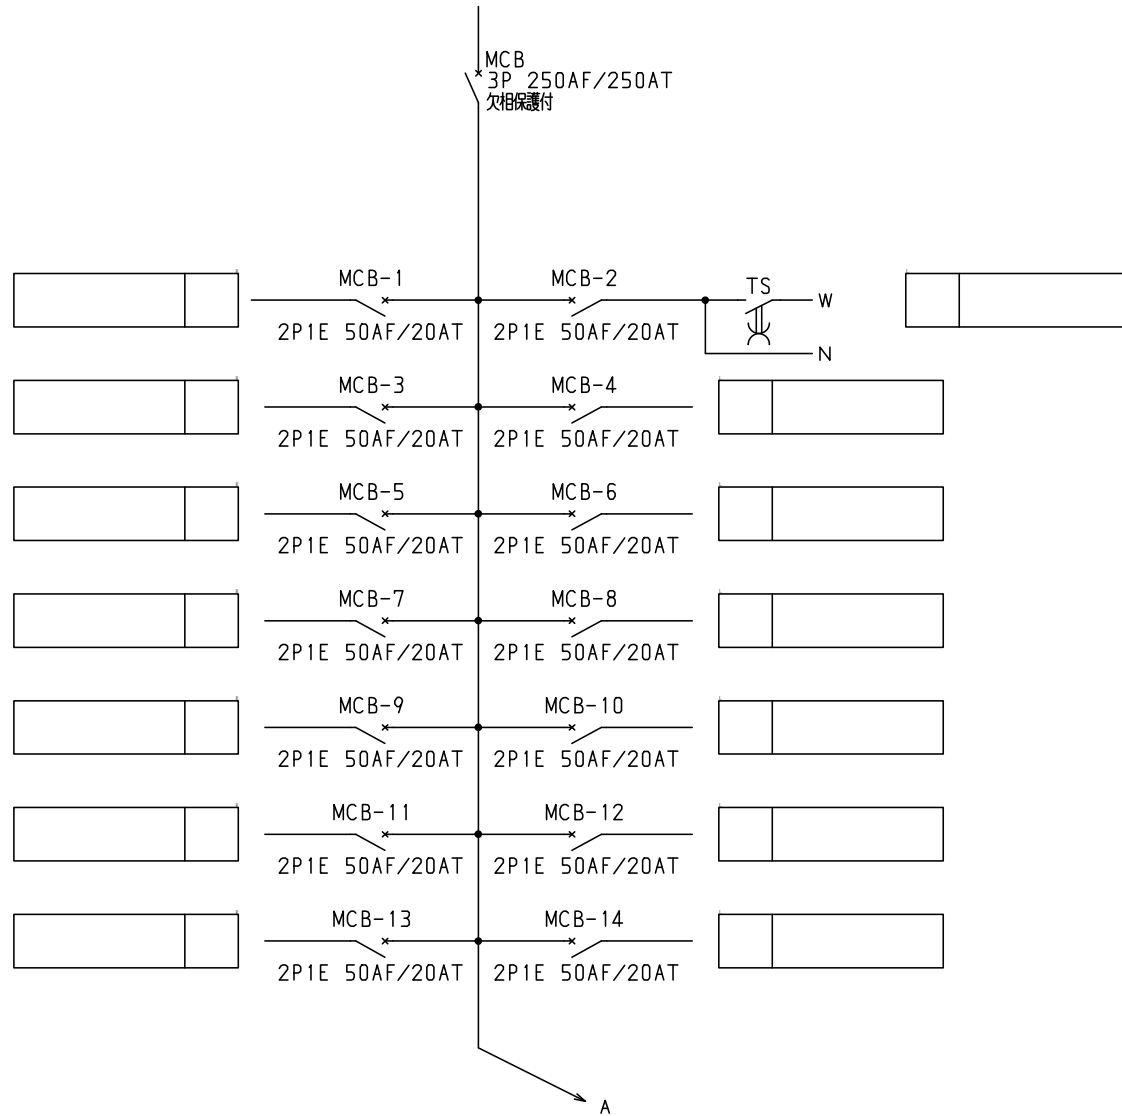 MCB
3P 250AF/250AT
欠相保護付
MCB-1
MCB-2
TS
W
2P1E 50AF/20AT
2P1E 50AF/20AT
N
MCB-3
MCB-4
2P1E 50AF/20AT
2P1E 50AF/20AT
MCB-5
MCB-6
2P1E 50AF/20AT
2P1E 50AF/20AT
MCB-7
MCB-8
2P1E 50AF/20AT
2P1E 50AF/20AT
MCB-9
MCB-10
2P1E 50AF/20AT
2P1E 50AF/20AT
MCB-11
MCB-12
2P1E 50AF/20AT
2P1E 50AF/20AT
MCB-13
MCB-14
2P1E 50AF/20AT
2P1E 50AF/20AT
A